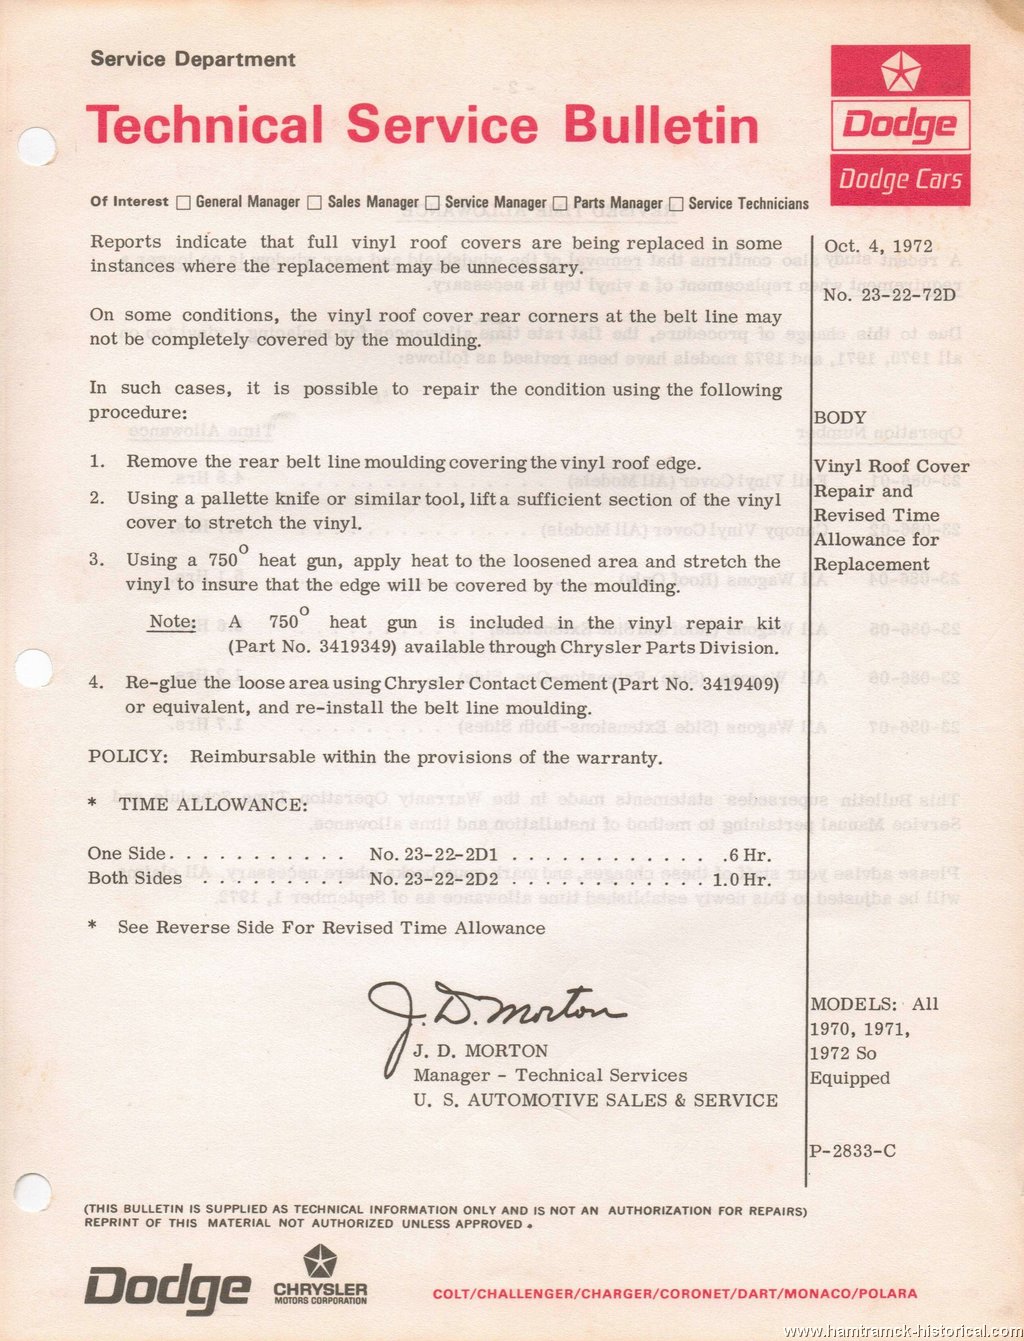 Service Department
Technical Service Bulletin
Dodge
Dodge Cars
Of Interest □ General Manager □ Sales Manager □ Service Manager □ Parts Manager □ Service Technicians
Reports indicate that full vinyl roof covers are being replaced in some
instances where the replacement may be unnecessary.
On some conditions, the vinyl roof cover rear corners at the belt line may
not be completely covered by the moulding.
In such cases, it is possible to repair the condition using the following
procedure:
1. Remove the rear belt line moulding covering the vinyl roof edge.
2. Using a pallette knife or similar tool, lift a sufficient section of the vinyl
cover to stretch the vinyl.
3. Using a 750° heat gun, apply heat to the loosened area and stretch the
vinyl to insure that the edge will be covered by the moulding.
Note: A 750° heat gun is included in the vinyl repair kit
(Part No. 3419349) available through Chrysler Parts Division.
4. Re-glue the loose area using Chrysler Contact Cement (Part No. 3419409)
or equivalent, and re-install the belt line moulding.
POLICY: Reimbursable within the provisions of the warranty.
* TIME ALLOWANCE:
One Side. . . . . . . . . . . No. 23-22-2D1 . . . . . . . . . . . . .6 Hr.
Both Sides . . . . . . . . . No. 23-22-2D2 . . . . . . . . . . . . 1.0 Hr.
* See Reverse Side For Revised Time Allowance
J. D. Morton
J. D. MORTON
Manager - Technical Services
U. S. AUTOMOTIVE SALES & SERVICE
Oct. 4, 1972
No. 23-22-72D
BODY
Vinyl Roof Cover
Repair and
Revised Time
Allowance for
Replacement
MODELS: All
1970, 1971,
1972 So
Equipped
P-2833-C
(THIS BULLETIN IS SUPPLIED AS TECHNICAL INFORMATION ONLY AND IS NOT AN AUTHORIZATION FOR REPAIRS)
REPRINT OF THIS MATERIAL NOT AUTHORIZED UNLESS APPROVED.
Dodge
CHRYSLER
MOTORS CORPORATION
COLT/CHALLENGER/CHARGER/CORONET/DART/MONACO/POLARA
www.hamtramck-historical.com